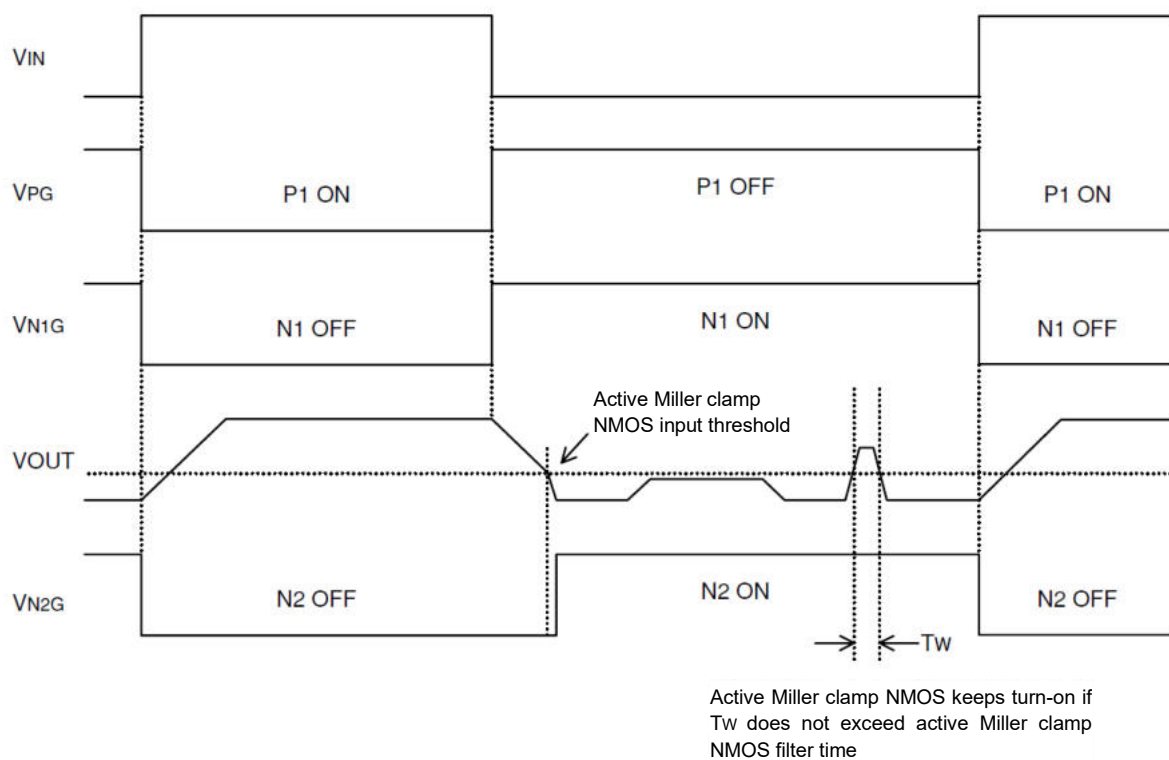 VIN
VPG
P1 ON
P1 OFF
P1 ON
VN1G
N1 OFF
N1 ON
N1 OFF
Active Miller clamp
NMOS input threshold
VOUT
VN2G
N2 OFF
N2 ON
N2 OFF
TW
Active Miller clamp NMOS keeps turn-on if
TW does not exceed active Miller clamp
NMOS filter time